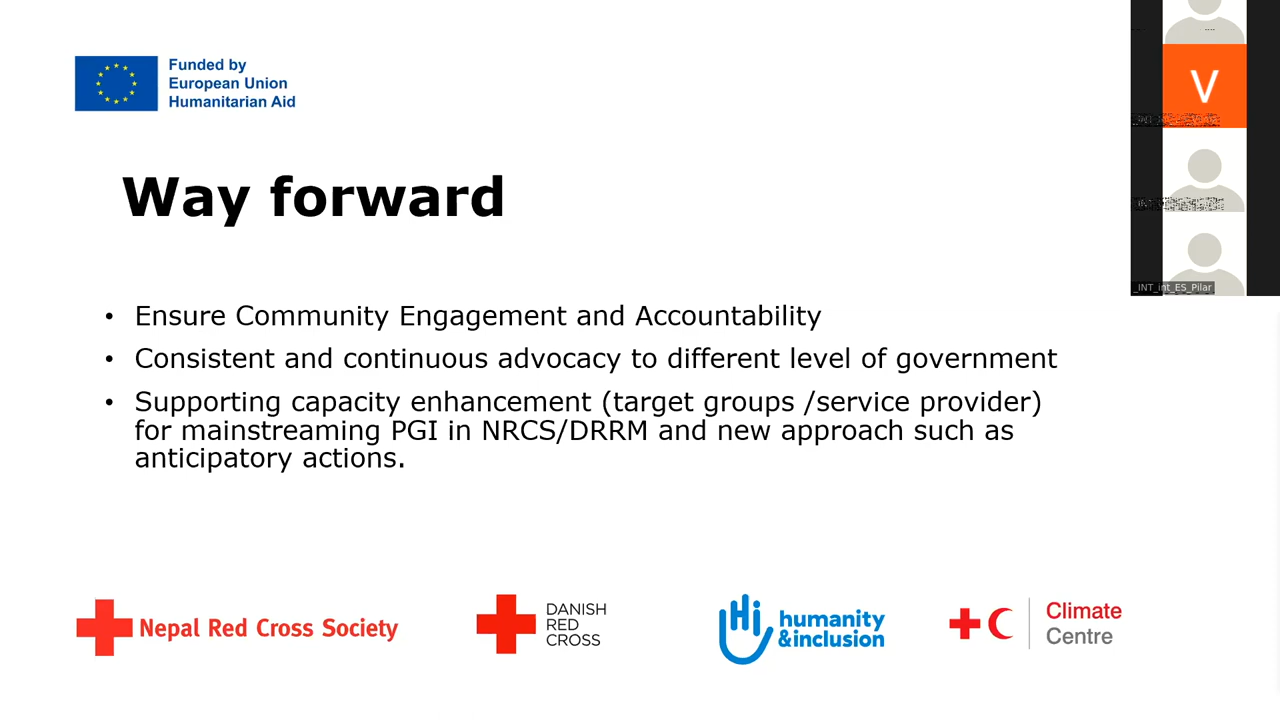 Funded by
European Union
Humanitarian Aid
V
Way forward
_INT_int_ES_Pilar
• Ensure Community Engagement and Accountability
• Consistent and continuous advocacy to different level of government
• Supporting capacity enhancement (target groups /service provider)
for mainstreaming PGI in NRCS/DRRM and new approach such as
anticipatory actions.
Nepal Red Cross Society
DANISH
RED
CROSS
Hi
humanity
&inclusion
Climate
Centre